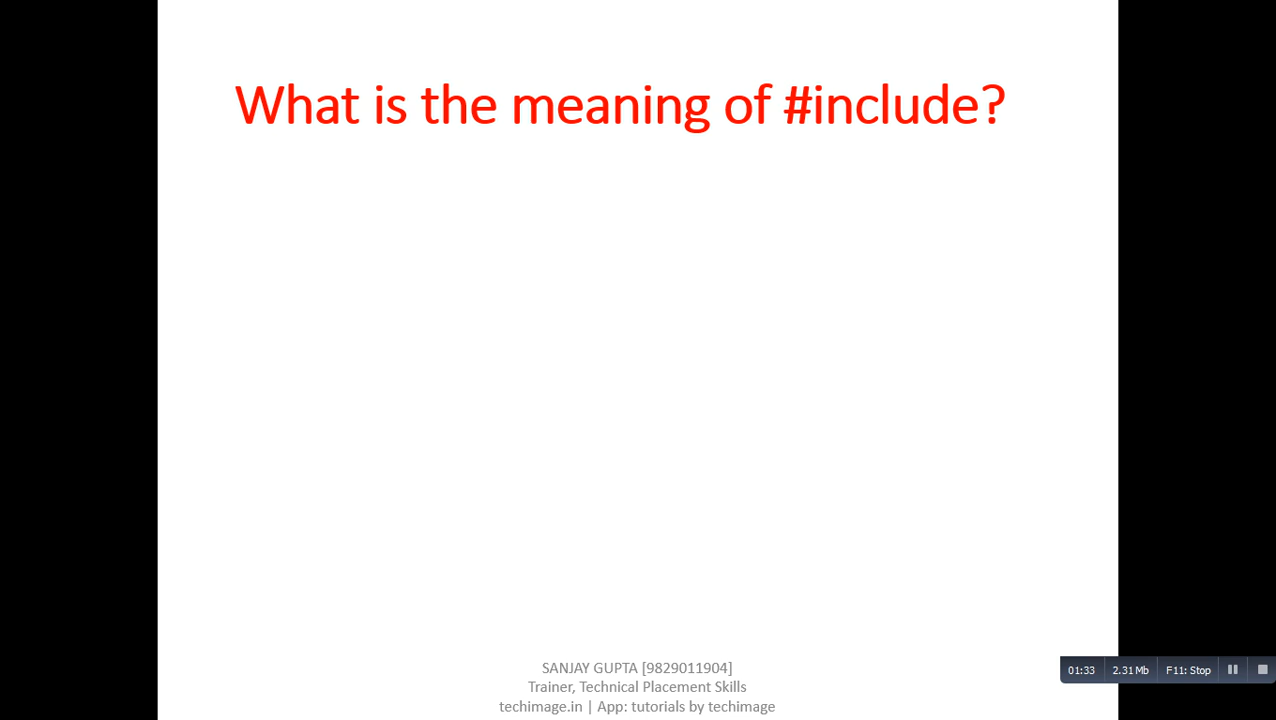 What is the meaning of #include?
SANJAY GUPTA [9829011904]
Trainer, Technical Placement Skills
techimage.in | App: tutorials by techimage
01:33 2.31 Mb F11: Stop